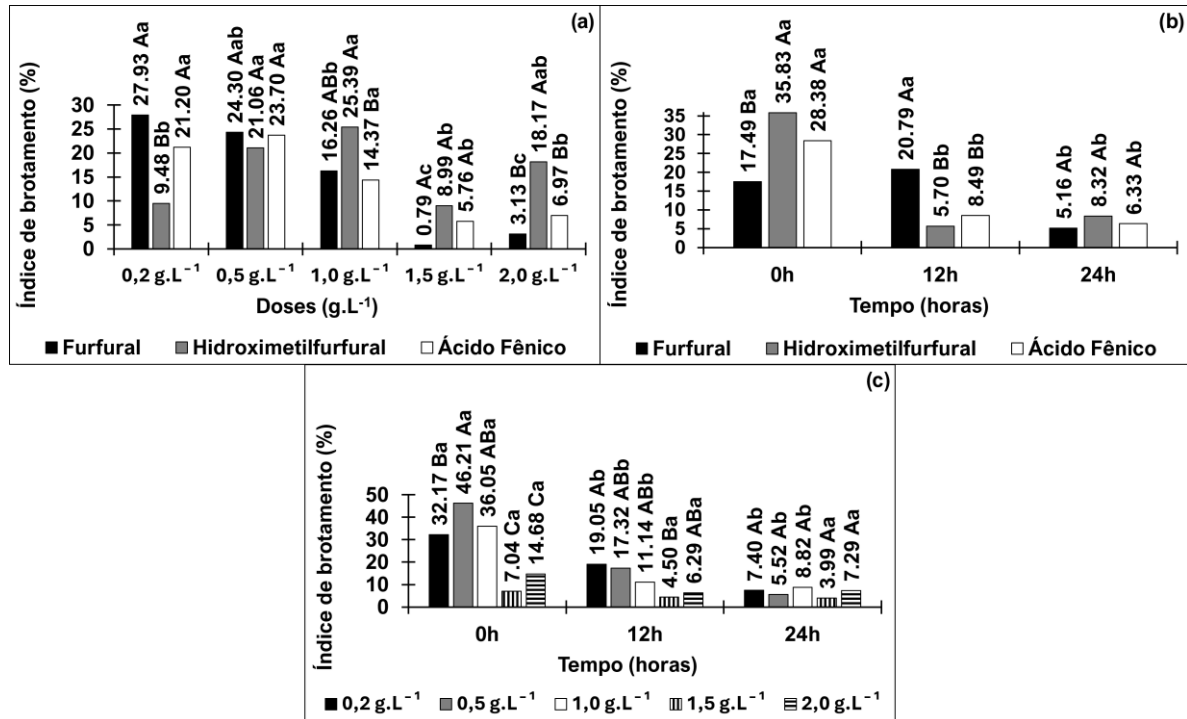 (a)
Índice de brotamento (%)
30
25
20
15
10
5
0
27.93 Aa
9.48 Bb
21.20 Aa
24.30 Aab
21.06 Aa
23.70 Aa
16.26 ABb
25.39 Aa
14.37 Ba
0.79 Ac
8.99 Ab
5.76 Ab
3.13 Bc
18.17 Aab
6.97 Bb
0,2 g.L⁻¹ 0,5 g.L⁻¹ 1,0 g.L⁻¹ 1,5 g.L⁻¹ 2,0 g.L⁻¹
Doses (g.L⁻¹)
Furfural Hidroximetilfurfural Ácido Fênico
(b)
Índice de brotamento (%)
35
30
25
20
15
10
5
0
17.49 Ba
35.83 Aa
28.38 Aa
20.79 Aa
5.70 Bb
8.49 Bb
5.16 Ab
8.32 Ab
6.33 Ab
0h 12h 24h
Tempo (horas)
Furfural Hidroximetilfurfural Ácido Fênico
(c)
Índice de brotamento (%)
50
40
30
20
10
0
32.17 Ba
46.21 Aa
36.05 ABa
7.04 Ca
14.68 Ca
19.05 Ab
17.32 ABb
11.14 ABb
4.50 Ba
6.29 ABa
7.40 Ab
5.52 Ab
8.82 Ab
3.99 Aa
7.29 Aa
0h 12h 24h
Tempo (horas)
0,2 g.L⁻¹ 0,5 g.L⁻¹ 1,0 g.L⁻¹ 1,5 g.L⁻¹ 2,0 g.L⁻¹